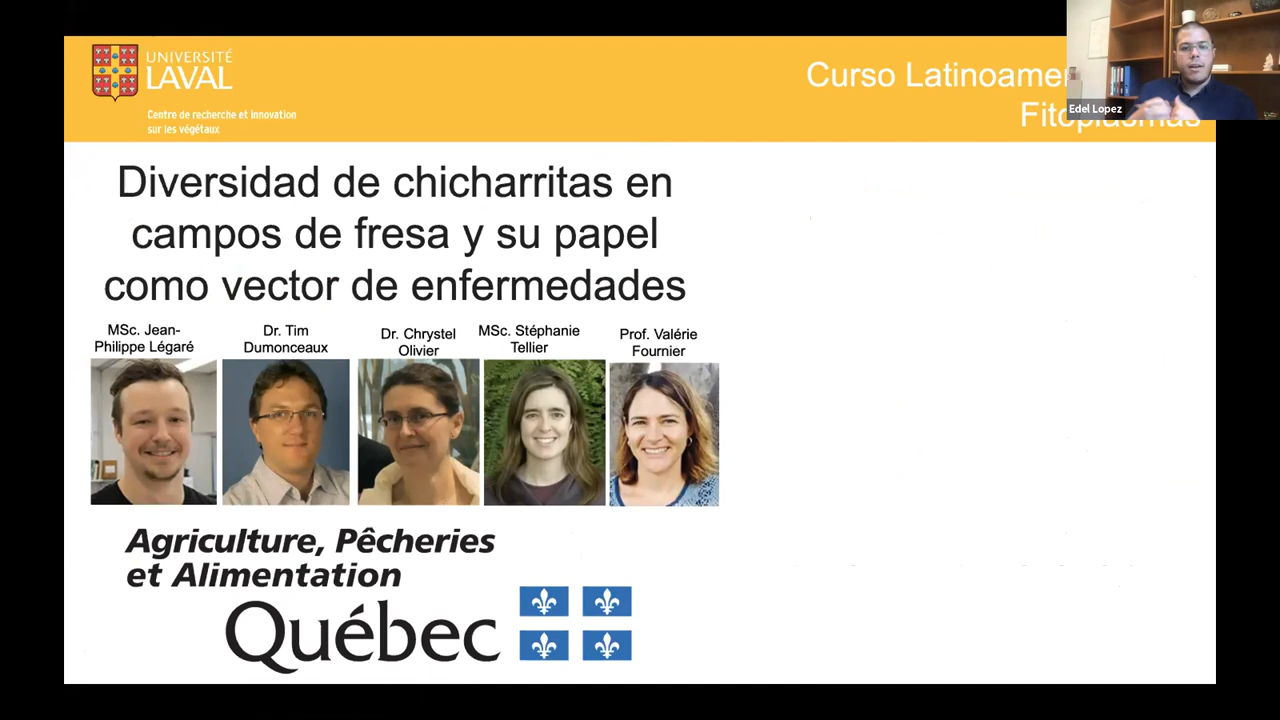 UNIVERSITÉ
LAVAL
Centre de recherche et innovation
sur les végétaux
Curso
Edel Lopez
Diversidad de chicharritas en
campos de fresa y su papel
como vector de enfermedades
MSc. Jean-
Philippe Légaré
Dr. Tim
Dumonceaux
Dr. Chrystel
Olivier
MSc. Stéphanie
Tellier
Prof. Valérie
Fournier
Agriculture, Pêcheries
et Alimentation
Québec